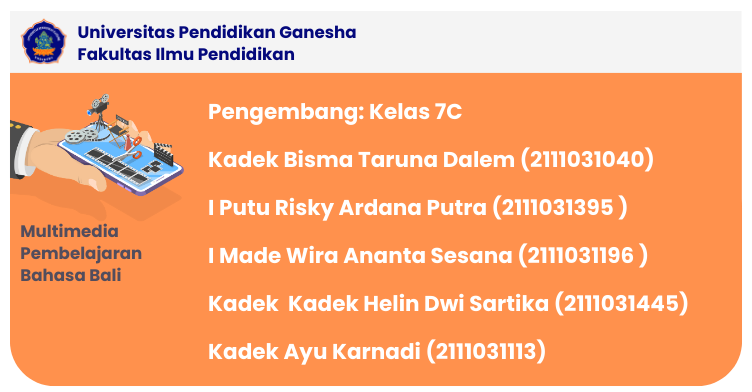 Universitas Pendidikan Ganesha
Fakultas Ilmu Pendidikan
Multimedia
Pembelajaran
Bahasa Bali
Pengembang: Kelas 7C
Kadek Bisma Taruna Dalem (2111031040)
I Putu Risky Ardana Putra (2111031395 )
I Made Wira Ananta Sesana (2111031196 )
Kadek  Kadek Helin Dwi Sartika (2111031445)
Kadek Ayu Karnadi (2111031113)